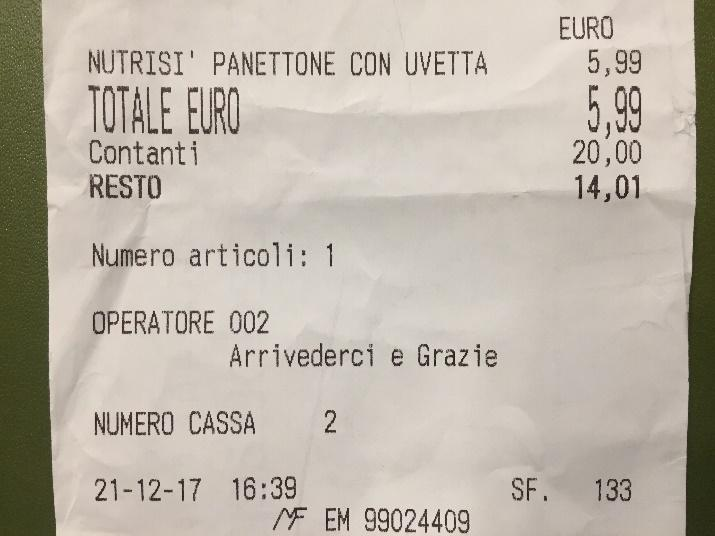 EURO
NUTRISI' PANETTONE CON UVETTA 5,99
TOTALE EURO 5,99
Contanti 20,00
RESTO 14,01
Numero articoli: 1
OPERATORE 002
Arrivederci e Grazie
NUMERO CASSA 2
21-12-17 16:39 SF. 133
MF EM 99024409